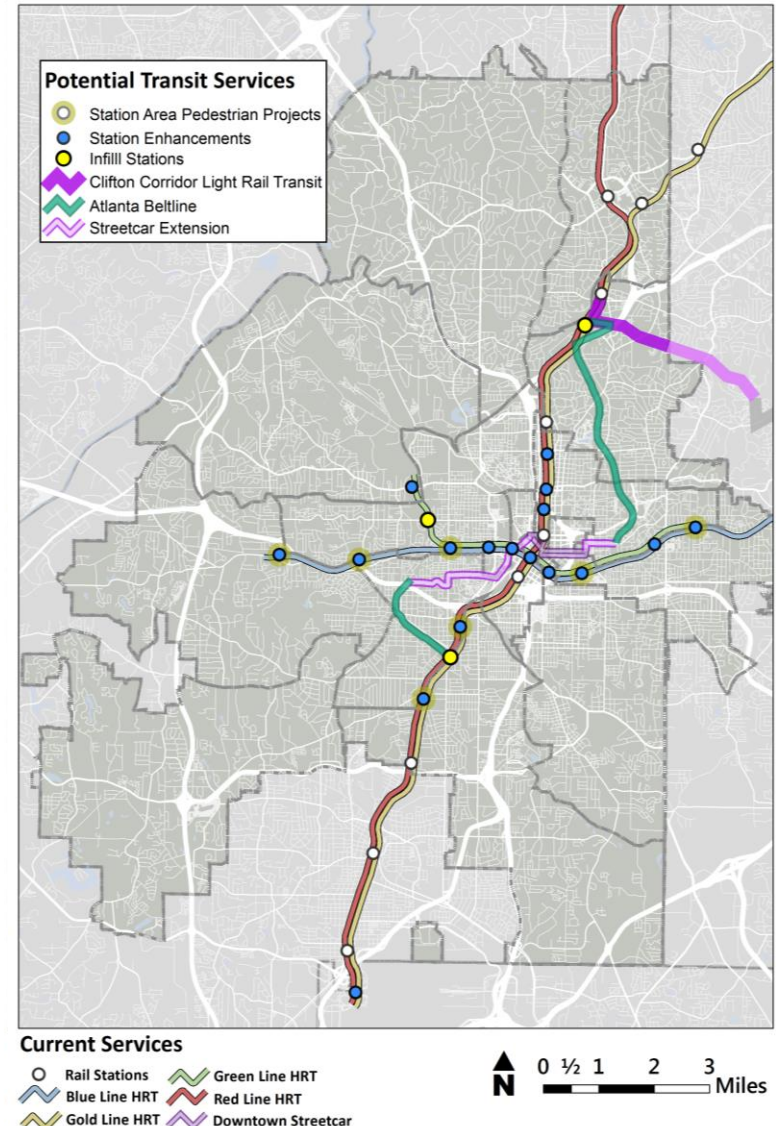 Potential Transit Services
Station Area Pedestrian Projects
Station Enhancements
Infilll Stations
Clifton Corridor Light Rail Transit
Atlanta Beltline
Streetcar Extension
Current Services
Rail Stations
Green Line HRT
Blue Line HRT
Red Line HRT
Gold Line HRT
Downtown Streetcar
N
0 ½ 1 2 3 Miles